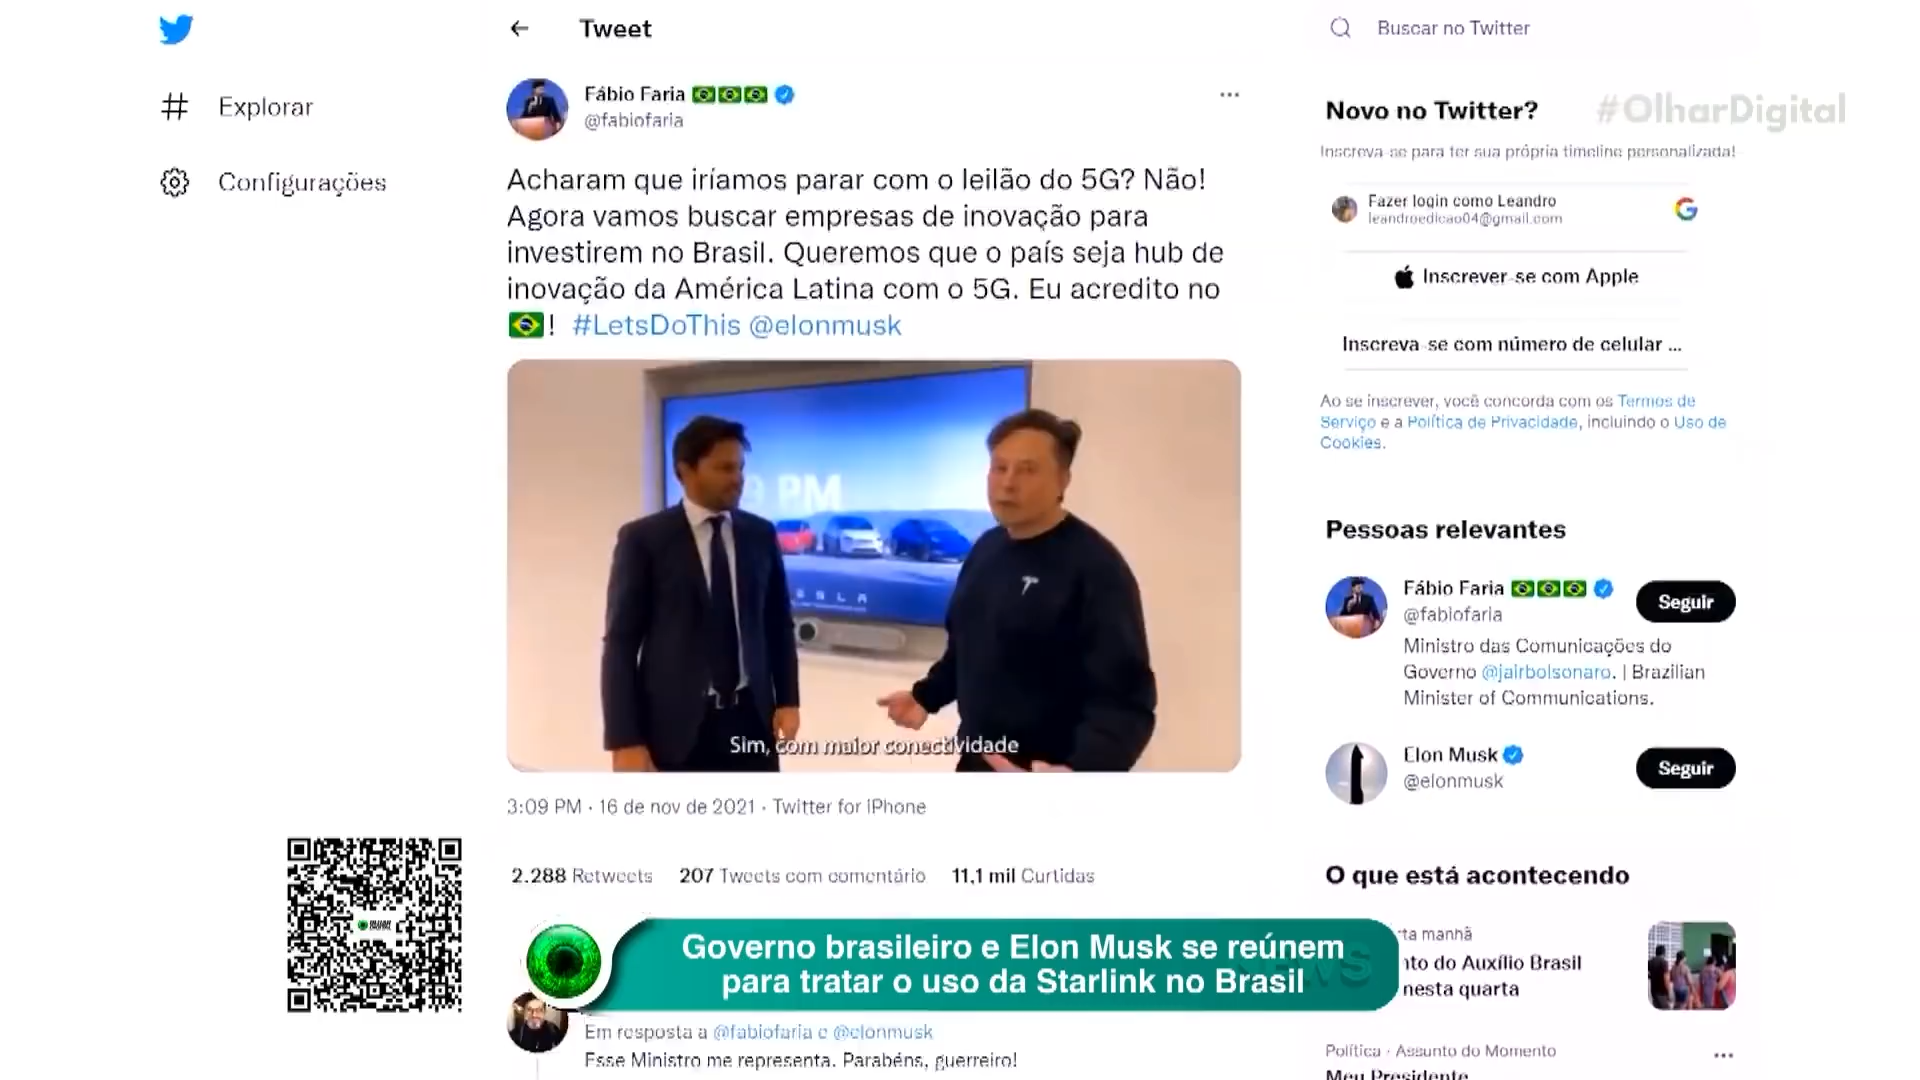 Tweet
Buscar no Twitter
Explorar
Configurações
Fábio Faria
@fabiofaria
Acharam que iríamos parar com o leilão do 5G? Não!
Agora vamos buscar empresas de inovação para
investirem no Brasil. Queremos que o país seja hub de
inovação da América Latina com o 5G. Eu acredito no
! #LetsDoThis @elonmusk
9 PM
Sim, com maior conectividade
3:09 PM · 16 de nov de 2021 · Twitter for iPhone
2.288 Retweets 207 Tweets com comentário 11,1 mil Curtidas
Governo brasileiro e Elon Musk se reúnem
para tratar o uso da Starlink no Brasil
Em resposta a @fabiofaria e @elonmusk
Esse Ministro me representa. Parabéns, guerreiro!
#OlharDigital
Novo no Twitter?
Inscreva-se para ter sua própria timeline personalizada!
Fazer login como Leandro
leandroedicao04@gmail.com
Inscrever-se com Apple
Inscreva-se com número de celular ...
Ao se inscrever, você concorda com os Termos de
Serviço e a Política de Privacidade, incluindo o Uso de
Cookies.
Pessoas relevantes
Fábio Faria
@fabiofaria
Seguir
Ministro das Comunicações do
Governo @jairbolsonaro. | Brazilian
Minister of Communications.
Elon Musk
@elonmusk
Seguir
O que está acontecendo
manhã
do Auxílio Brasil
nesta quarta
Política · Assunto do Momento
Meu Presidente